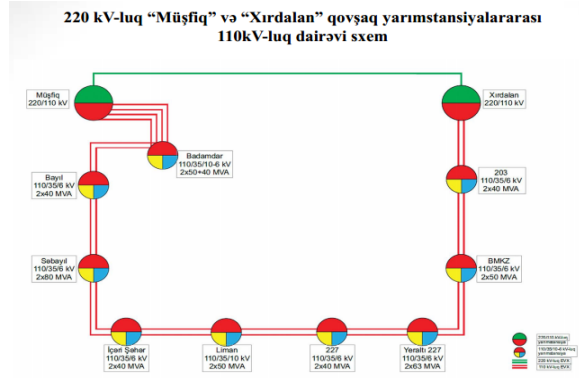 220 kV-luq “Müşfiq” və “Xırdalan” qovşaq yarımstansiyalararası
110kV-luq dairəvi sxem
Müşfiq
220/110 kV
Xırdalan
220/110 kV
Badamdar
110/35/10-6 kV
2x50+40 MVA
Bayıl
110/35/6 kV
2x40 MVA
203
110/35/6 kV
2x40 MVA
Səbayıl
110/35/6 kV
2x80 MVA
BMKZ
110/35/6 kV
2x50 MVA
İçəri Şəhər
110/35/6 kV
2x40 MVA
Liman
110/35/10 kV
2x50 MVA
227
110/35/6 kV
2x40 MVA
Yeraltı 227
110/35/6 kV
2x63 MVA